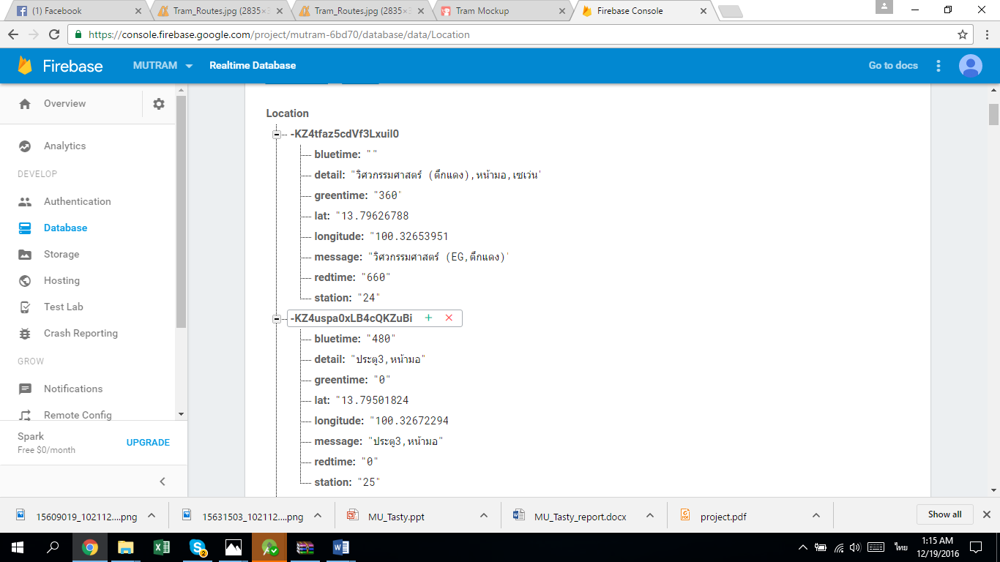 (1) Facebook
Tram_Routes.jpg (2835×
Tram_Routes.jpg (2835×
Tram Mockup
Firebase Console
https://console.firebase.google.com/project/mutram-6bd70/database/data/Location
Firebase
MUTRAM
Realtime Database
Go to docs
Overview
Analytics
DEVELOP
Authentication
Database
Storage
Hosting
Test Lab
Crash Reporting
GROW
Notifications
Remote Config
Spark
Free $0/month
UPGRADE
Location
-KZ4tfaz5cdVf3Lxuil0
bluetime: ""
detail: "วิศวกรรมศาสตร์ (ตึกแดง),หน้ามอ,เซเว่น'
greentime: "360"
lat: "13.79626788
longitude: "100.32653951
message: "วิศวกรรมศาสตร์ (EG,ตึกแดง)'
redtime: "660"
station: "24"
-KZ4uspa0xLB4cQKZuBi
bluetime: "480"
detail: "ประตู3,หน้ามอ"
greentime: "0"
lat: "13.79501824
longitude: "100.32672294
message: "ประตู3,หน้ามอ"
redtime: "0"
station: "25"
15609019_102112....png
15631503_102112....png
MU_Tasty.ppt
MU_Tasty_report.docx
project.pdf
Show all
2
ไทย
1:15 AM
12/19/2016